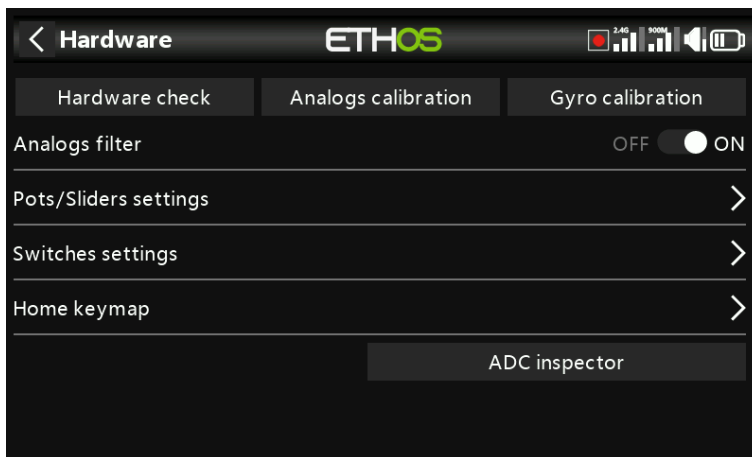 Hardware ETHOS 2.4G 900M
Hardware check Analogs calibration Gyro calibration
Analogs filter OFF ON
Pots/Sliders settings
Switches settings
Home keymap
ADC inspector